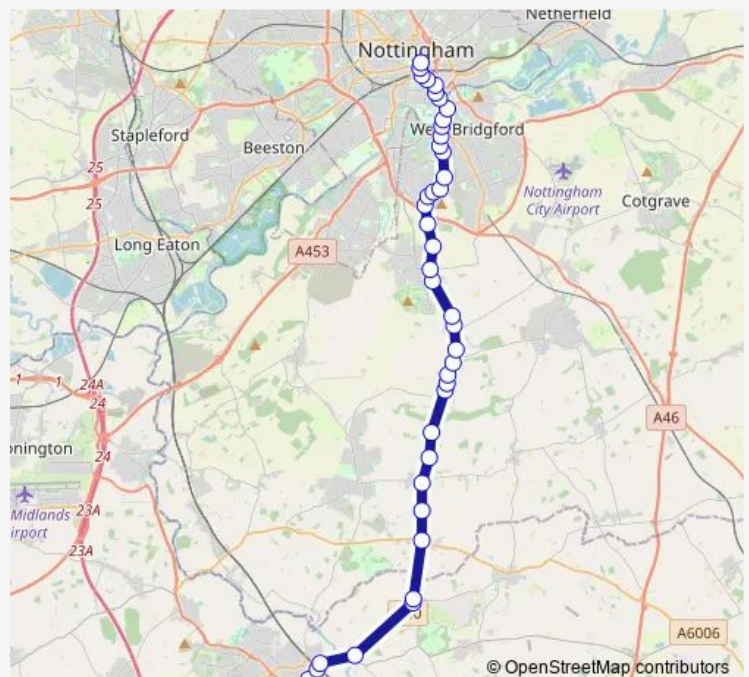 Netherfield
Nottingham
Stapleford
Beeston
Bridgford
25
25
Nottingham
City Airport
Cotgrave
Long Eaton
A453
1
1
24A
24
A46
onington
24
Midlands
irport
23A
23A
A6006
© OpenStreetMap contributors